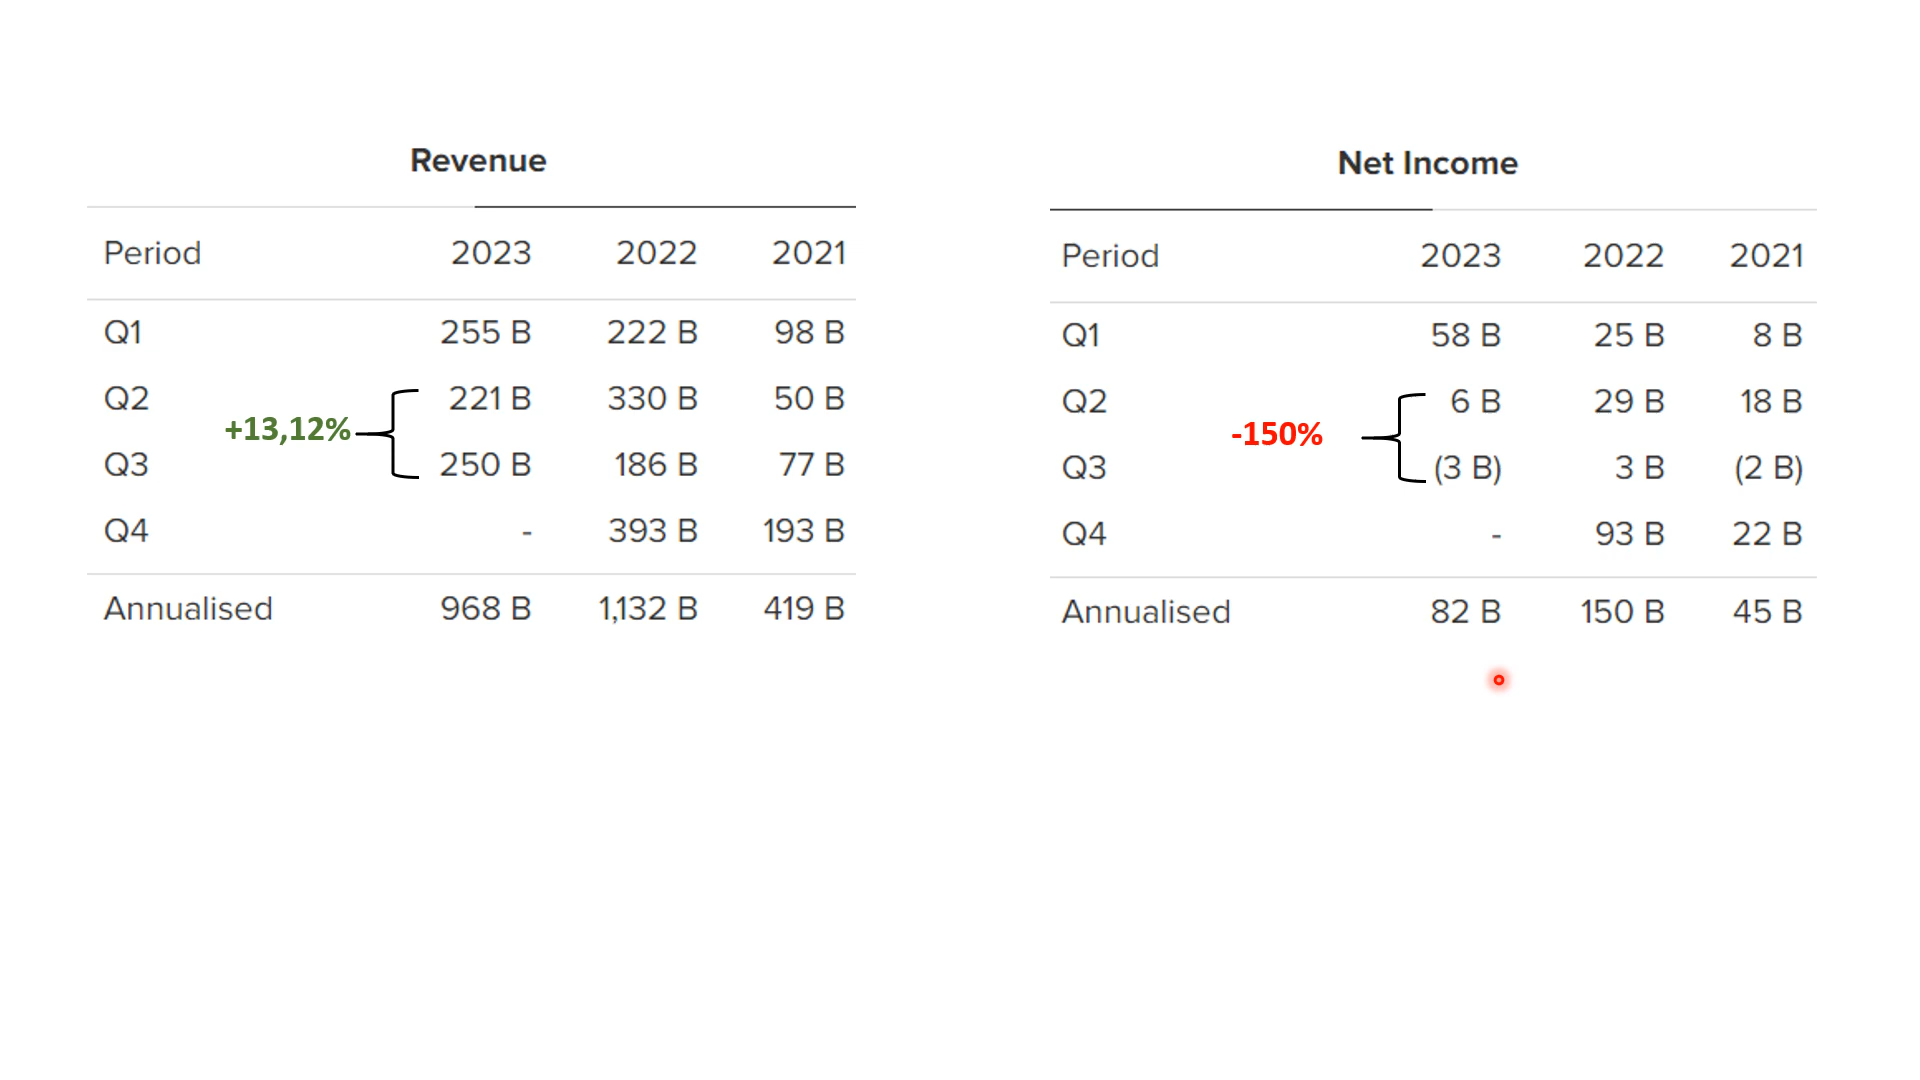 Revenue
Period 2023 2022 2021
Q1 255 B 222 B 98 B
Q2 221 B 330 B 50 B
+13,12%
Q3 250 B 186 B 77 B
Q4 - 393 B 193 B
Annualised 968 B 1,132 B 419 B
Net Income
Period 2023 2022 2021
Q1 58 B 25 B 8 B
Q2 6 B 29 B 18 B
-150%
Q3 (3 B) 3 B (2 B)
Q4 - 93 B 22 B
Annualised 82 B 150 B 45 B